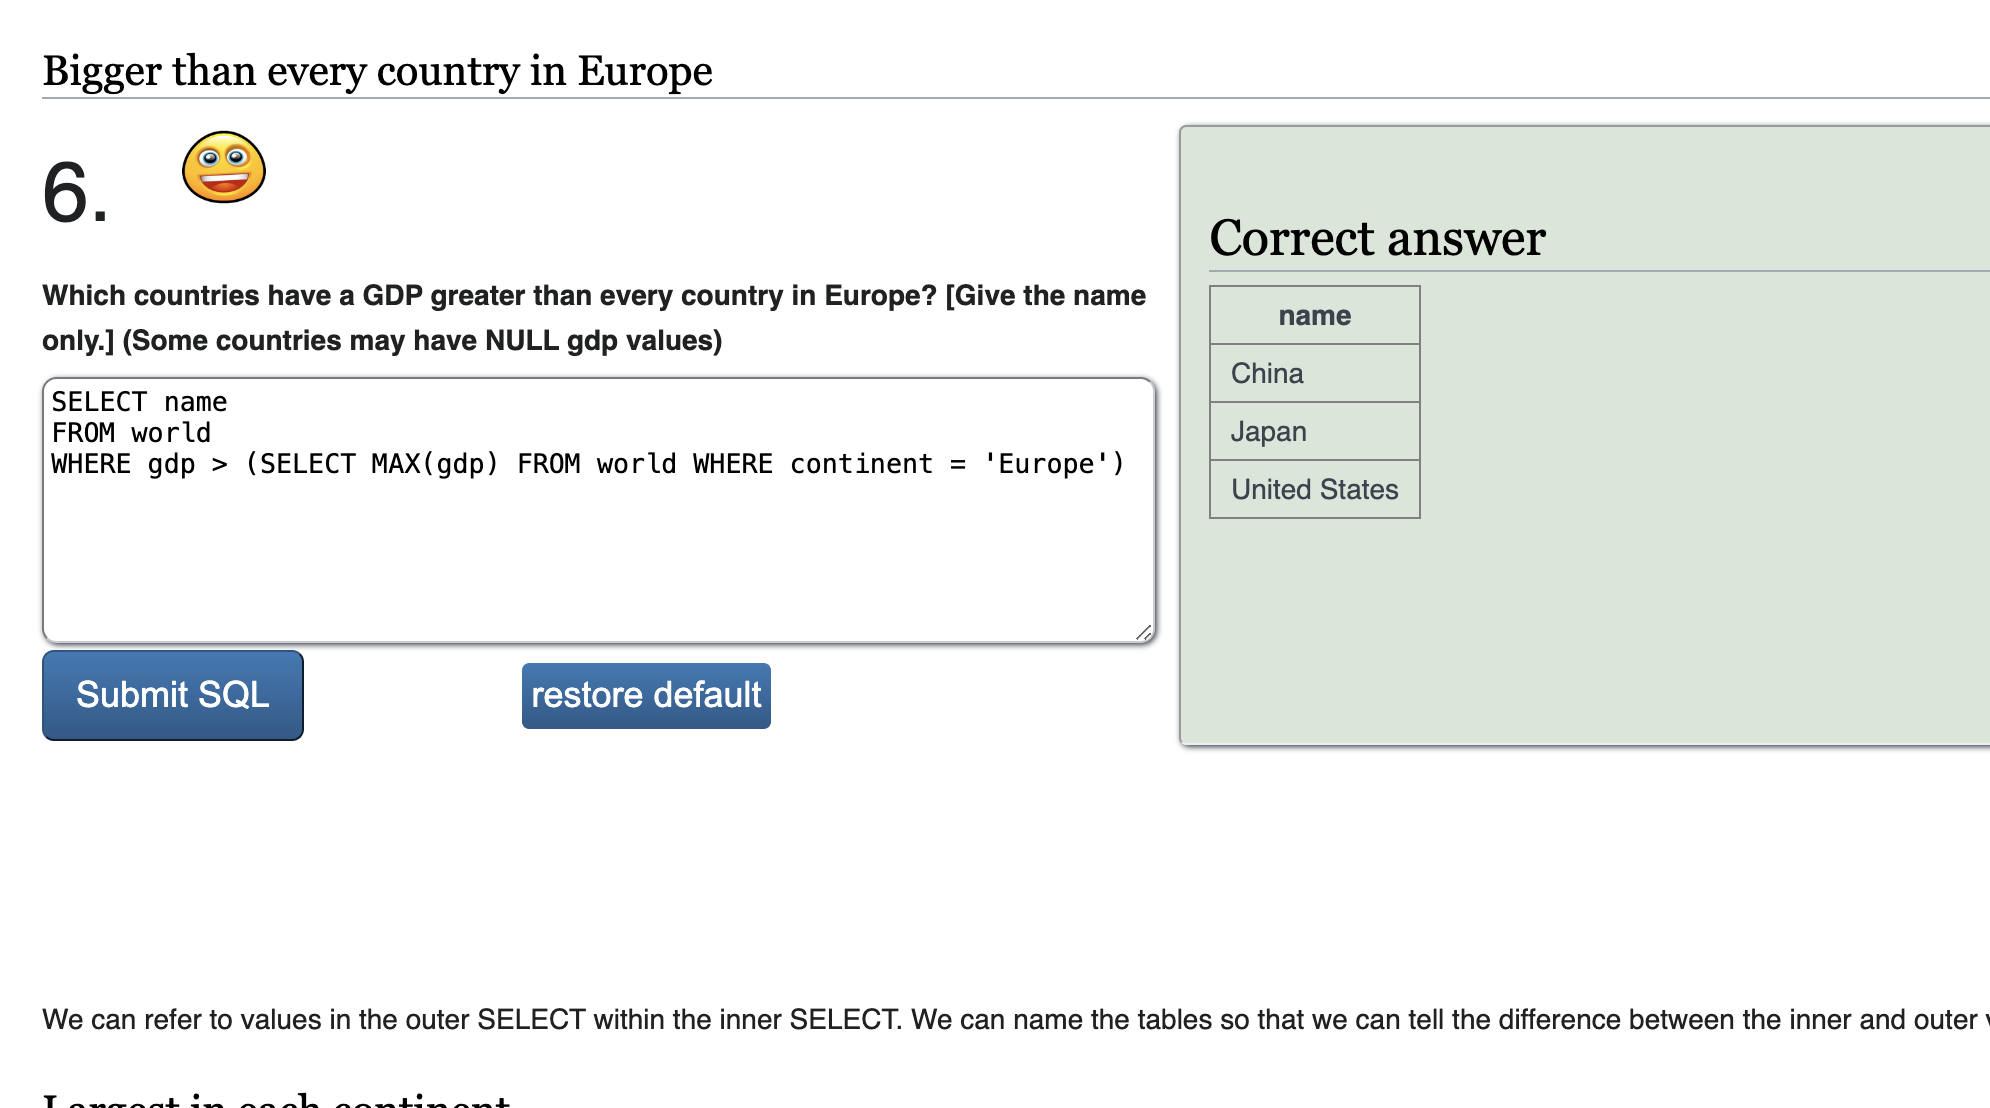 Bigger than every country in Europe
6.
Which countries have a GDP greater than every country in Europe? [Give the name
only.] (Some countries may have NULL gdp values)
SELECT name
FROM world
WHERE gdp > (SELECT MAX(gdp) FROM world WHERE continent = 'Europe')
Submit SQL
restore default
Correct answer
name
China
Japan
United States
We can refer to values in the outer SELECT within the inner SELECT. We can name the tables so that we can tell the difference between the inner and outer
Largest in each continent